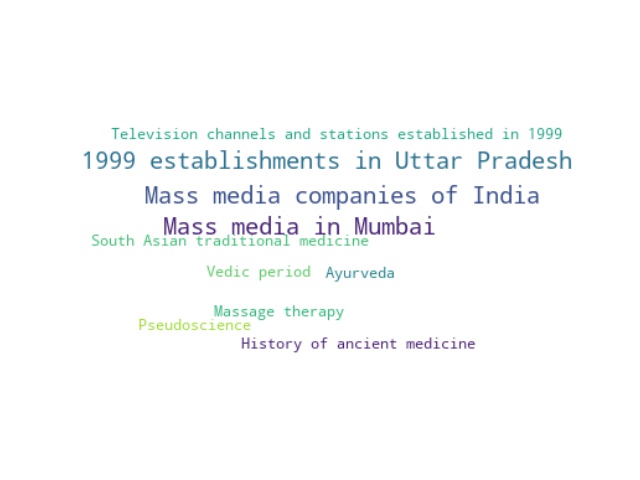 Television channels and stations established in 1999
1999 establishments in Uttar Pradesh
Mass media companies of India
Mass media in Mumbai
South Asian traditional medicine
Vedic period
Ayurveda
Massage therapy
Pseudoscience
History of ancient medicine